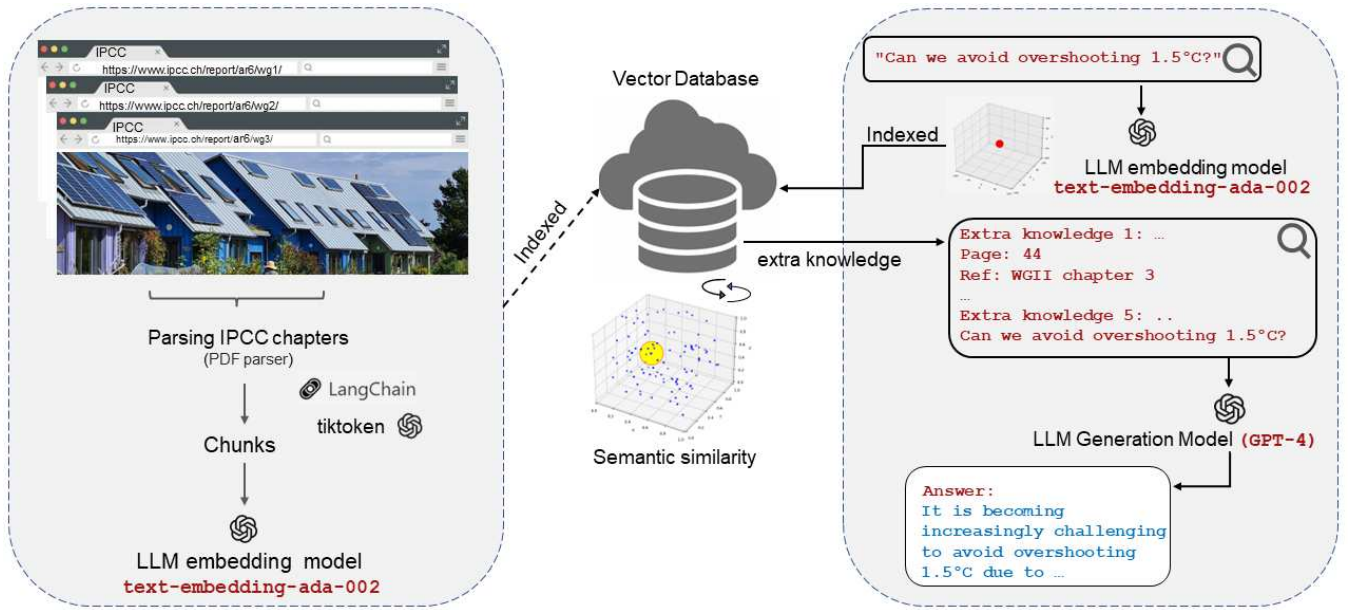 IPCC
https://www.ipcc.ch/report/ar6/wg1/
IPCC
https://www.ipcc.ch/report/ar6/wg2/
IPCC
https://www.ipcc.ch/report/ar6/wg3/
Parsing IPCC chapters
(PDF parser)
LangChain
tiktoken
Chunks
LLM embedding model
text-embedding-ada-002
Indexed
Vector Database
Semantic similarity
"Can we avoid overshooting 1.5°C?"
Indexed
LLM embedding model
text-embedding-ada-002
extra knowledge
Extra knowledge 1: …
Page: 44
Ref: WGII chapter 3
…
Extra knowledge 5: ..
Can we avoid overshooting 1.5°C?
LLM Generation Model (GPT-4)
Answer:
It is becoming
increasingly challenging
to avoid overshooting
1.5°C due to …